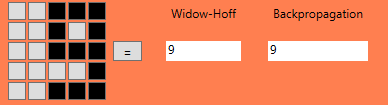 Widow-Hoff Backpropagation
= 9 9